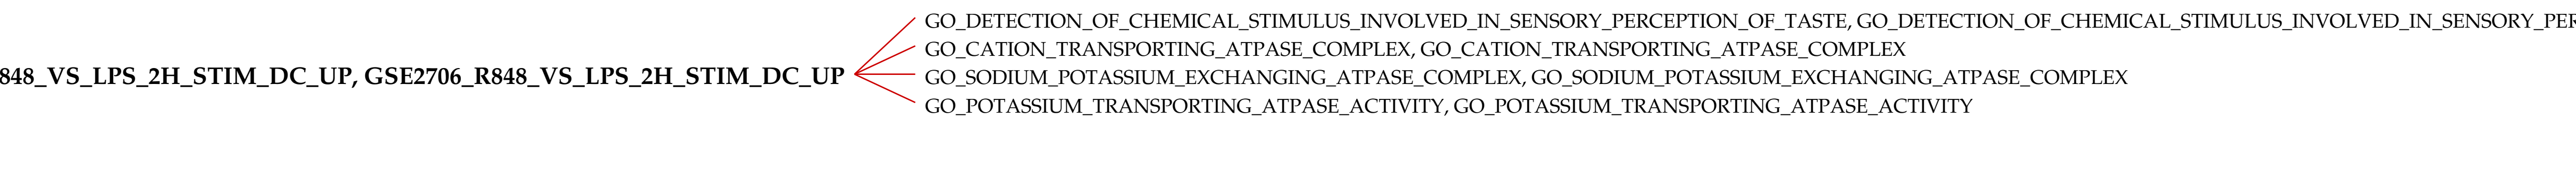 GO_DETECTION_OF_CHEMICAL_STIMULUS_INVOLVED_IN_SENSORY_PERCEPTION_OF_TASTE, GO_DETECTION_OF_CHEMICAL_STIMULUS_INVOLVED_IN_SENSORY_PER
GO_CATION_TRANSPORTING_ATPASE_COMPLEX, GO_CATION_TRANSPORTING_ATPASE_COMPLEX
848_VS_LPS_2H_STIM_DC_UP, GSE2706_R848_VS_LPS_2H_STIM_DC_UP
GO_SODIUM_POTASSIUM_EXCHANGING_ATPASE_COMPLEX, GO_SODIUM_POTASSIUM_EXCHANGING_ATPASE_COMPLEX
GO_POTASSIUM_TRANSPORTING_ATPASE_ACTIVITY, GO_POTASSIUM_TRANSPORTING_ATPASE_ACTIVITY